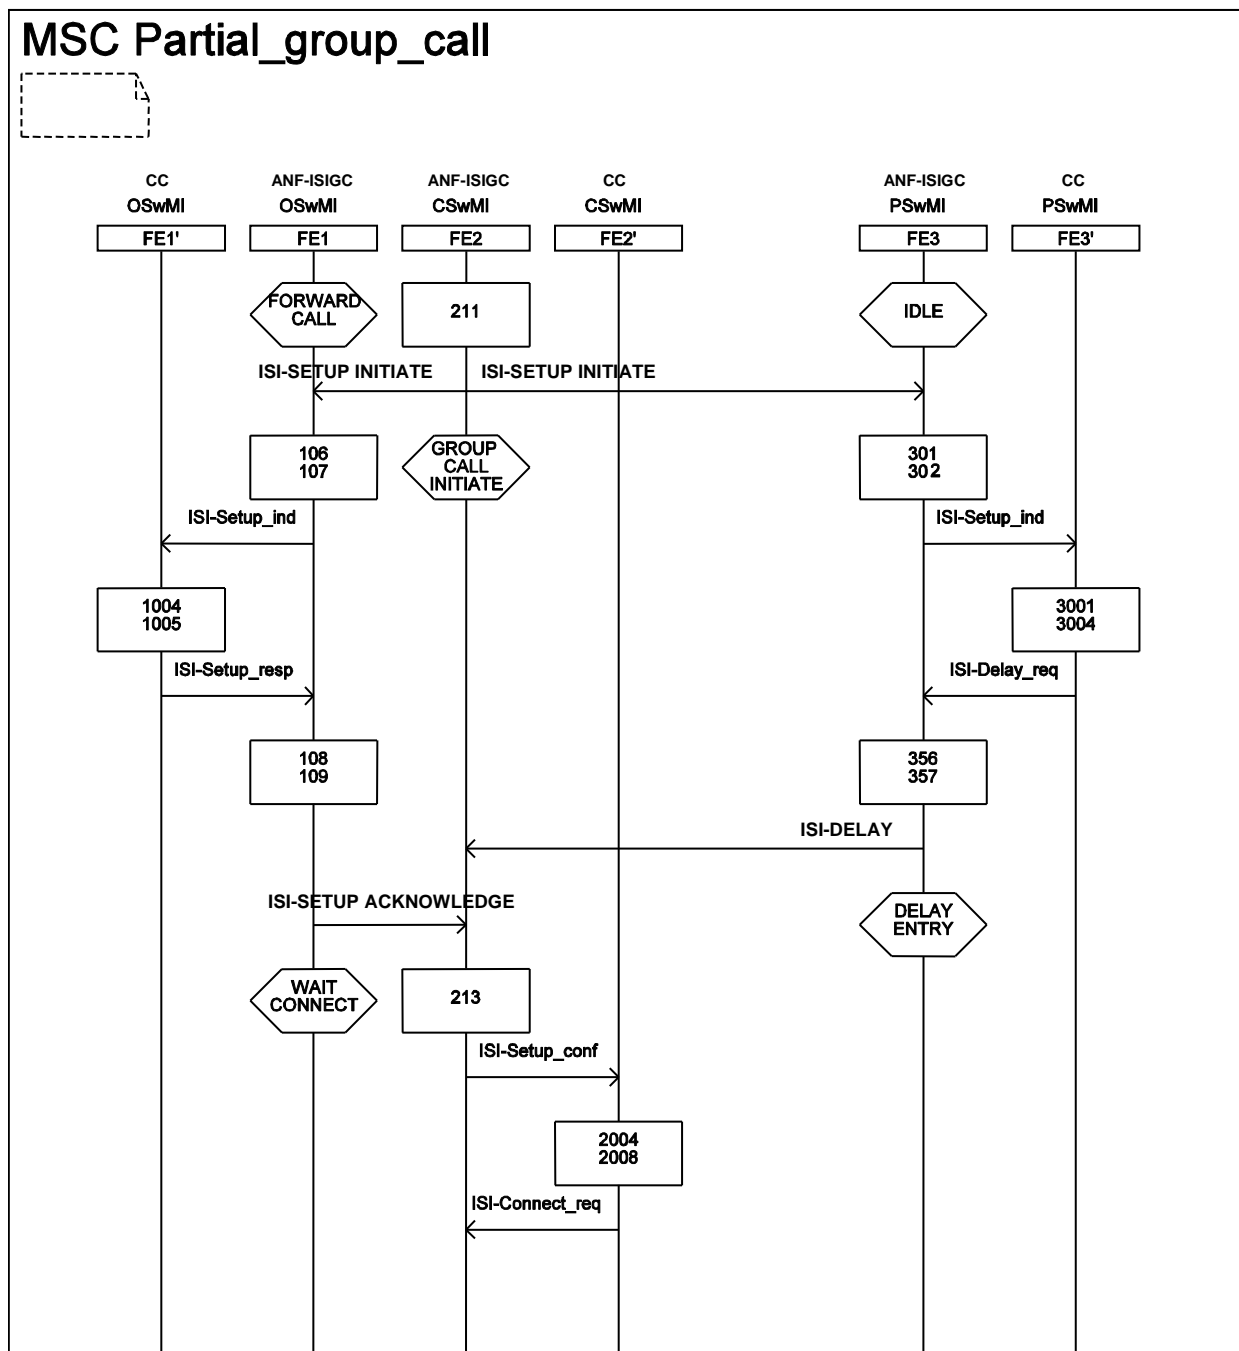 MSC Partial_group_call
CC ANF-ISIGC ANF-ISIGC CC ANF-ISIGC CC
OSwMI OSwMI CSwMI CSwMI PSwMI PSwMI
FE1' FE1 FE2 FE2' FE3 FE3'
FORWARD
CALL
211
IDLE
ISI-SETUP INITIATE ISI-SETUP INITIATE
106
107
GROUP
CALL
INITIATE
301
302
ISI-Setup_ind ISI-Setup_ind
1004
1005
3001
3004
ISI-Setup_resp ISI-Delay_req
108
109
356
357
ISI-DELAY
ISI-SETUP ACKNOWLEDGE
DELAY
ENTRY
WAIT
CONNECT
213
ISI-Setup_conf
2004
2008
ISI-Connect_req